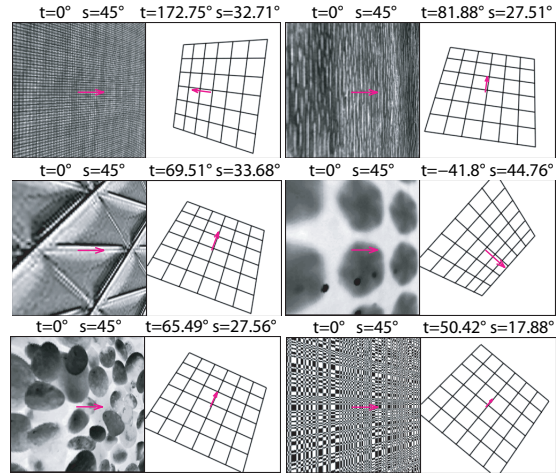 t=0° s=45° t=172.75° s=32.71° t=0° s=45° t=81.88° s=27.51°
t=0° s=45° t=69.51° s=33.68° t=0° s=45° t=−41.8° s=44.76°
t=0° s=45° t=65.49° s=27.56° t=0° s=45° t=50.42° s=17.88°